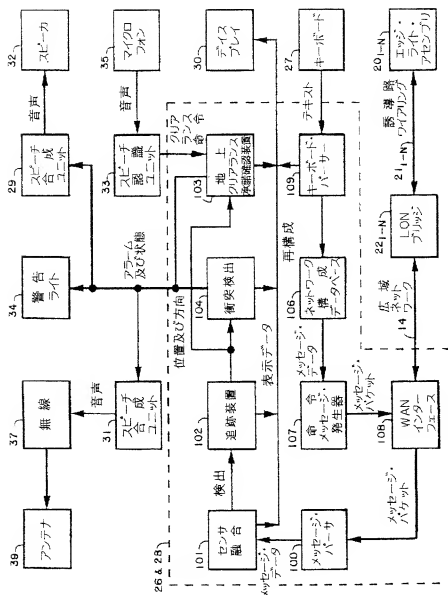 32
スピーカ
35
マイクロフォン
30
ディスプレイ
27
キーボード
20 1-N
エッジ・ライト・アセンブリ
音声
音声
テキスト
誘導路ワイアリング
21 1-N
29
スピーチ合成ユニット
33
スピーチ認識ユニット
クリアランス命令
103
地上クリアランス承諾確認装置
109
キーボード・パーサー
22 1-N
LONブリッジ
アラーム及び状態
34
警告ライト
位置及び方向
104
衝突検出
表示データ
再構成
106
ネットワーク構成データベース
広域ネットワーク
14
メッセージ・データ
37
無線
音声
31
スピーチ合成ユニット
102
追跡装置
107
命令メッセージ発生器
メッセージ・パケット
108
WANインターフェース
検出
39
アンテナ
26 & 28
101
センサ融合
メッセージ・データ
100
メッセージ・パーサ
メッセージ・パケット